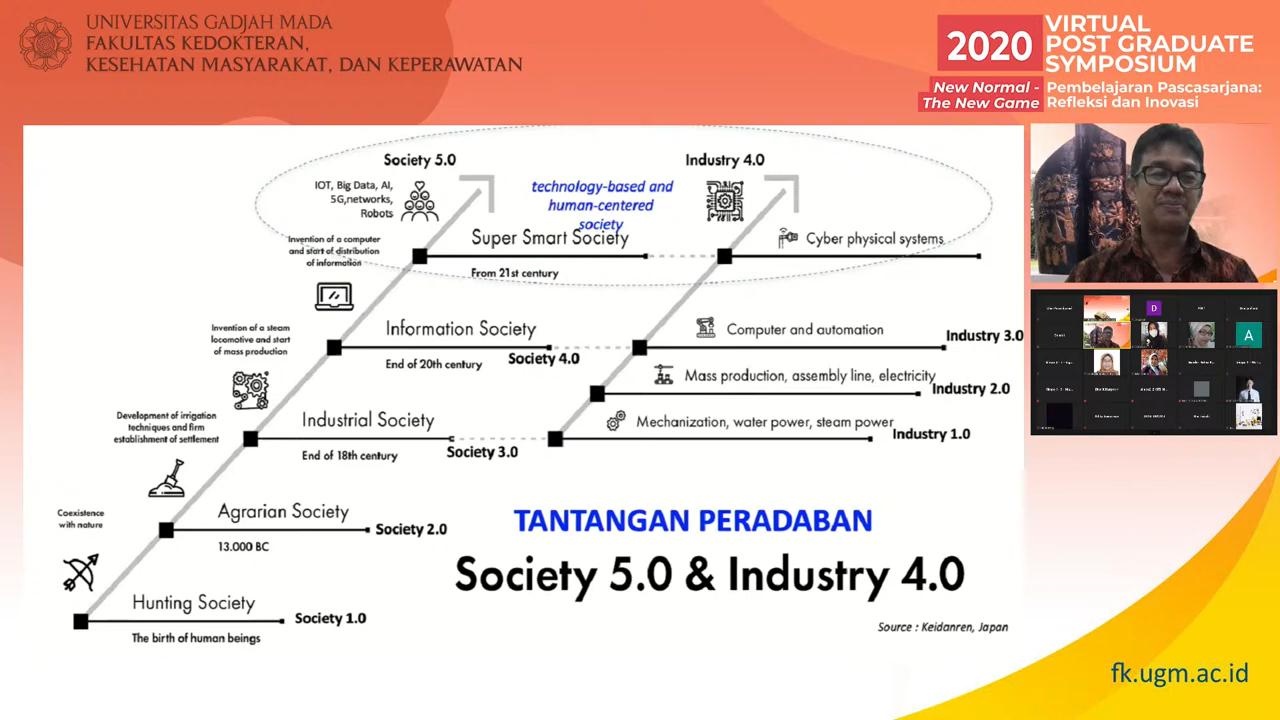 UNIVERSITAS GADJAH MADA
FAKULTAS KEDOKTERAN,
KESEHATAN MASYARAKAT, DAN KEPERAWATAN
2020
VIRTUAL
POST GRADUATE
SYMPOSIUM
New Normal -
The New Game
Pembelajaran Pascasarjana:
Refleksi dan Inovasi
Society 5.0
Industry 4.0
IOT, Big Data, AI,
5G,networks,
Robots
technology-based and
human-centered
society
Super Smart Society
From 21st century
Cyber physical systems
Invention of a computer
and start of distribution
of information
Information Society
End of 20th century
Society 4.0
Computer and automation
Industry 3.0
Invention of a steam
locomotive and start
of mass production
Mass production, assembly line, electricity
Industry 2.0
Development of irrigation
techniques and firm
establishment of settlement
Industrial Society
End of 18th century
Society 3.0
Mechanization, water power, steam power
Industry 1.0
Coexistence
with nature
Agrarian Society
13.000 BC
Society 2.0
Hunting Society
The birth of human beings
Society 1.0
TANTANGAN PERADABAN
Society 5.0 & Industry 4.0
Source : Keidanren, Japan
D
A
fk.ugm.ac.id